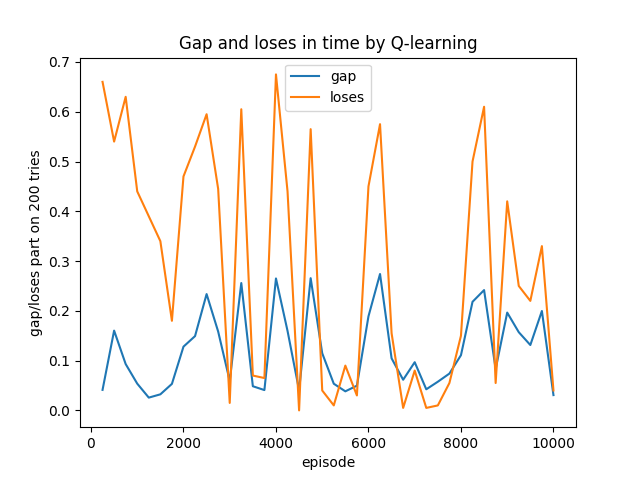 Gap and loses in time by Q-learning
gap
loses
gap/loses part on 200 tries
0.7
0.6
0.5
0.4
0.3
0.2
0.1
0.0
0 2000 4000 6000 8000 10000
episode